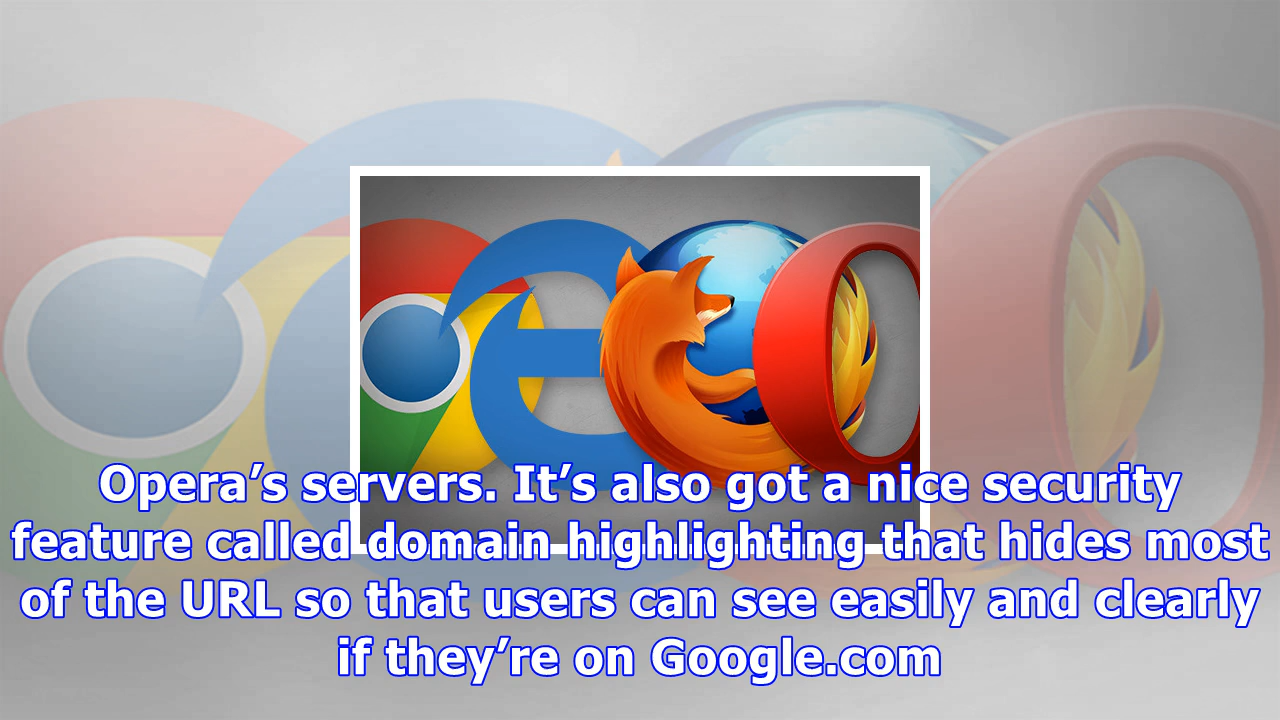 Opera’s servers. It’s also got a nice security
feature called domain highlighting that hides most
of the URL so that users can see easily and clearly
if they’re on Google.com